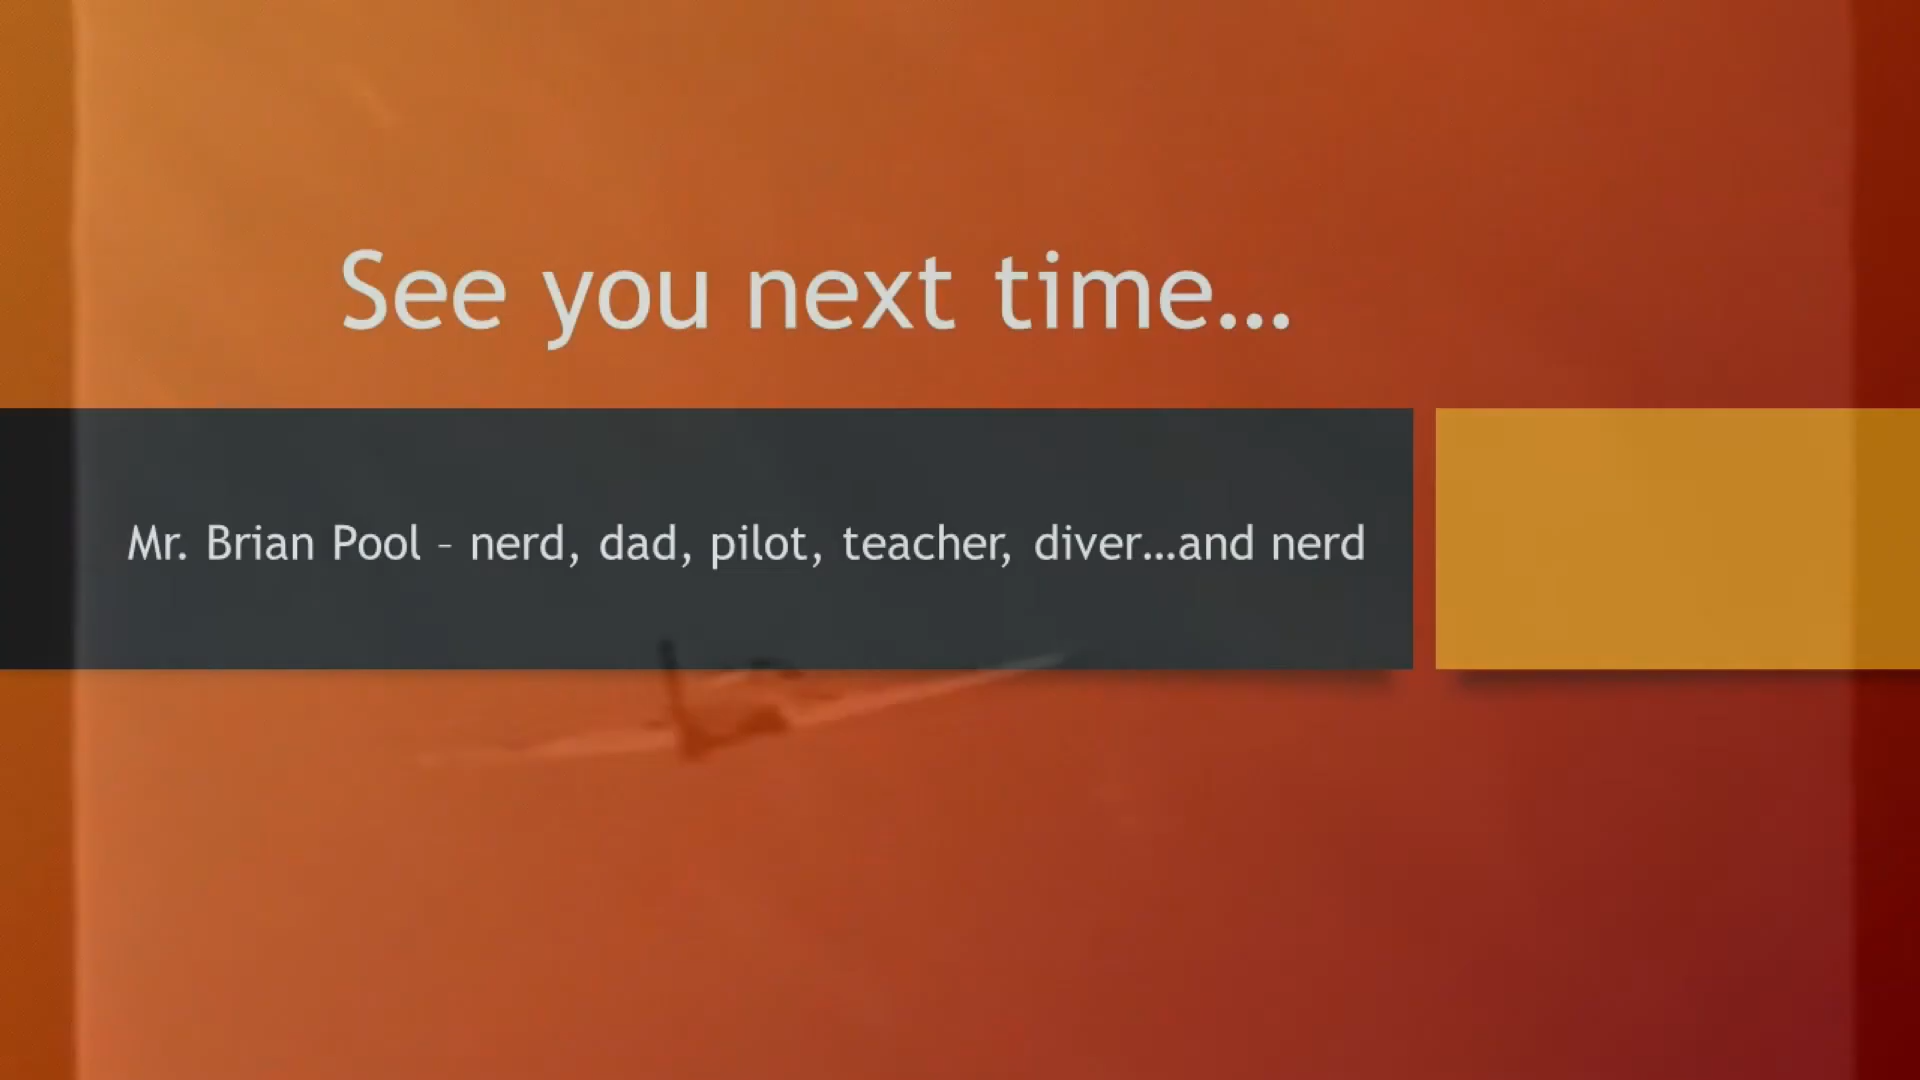 See you next time…
Mr. Brian Pool – nerd, dad, pilot, teacher, diver…and nerd